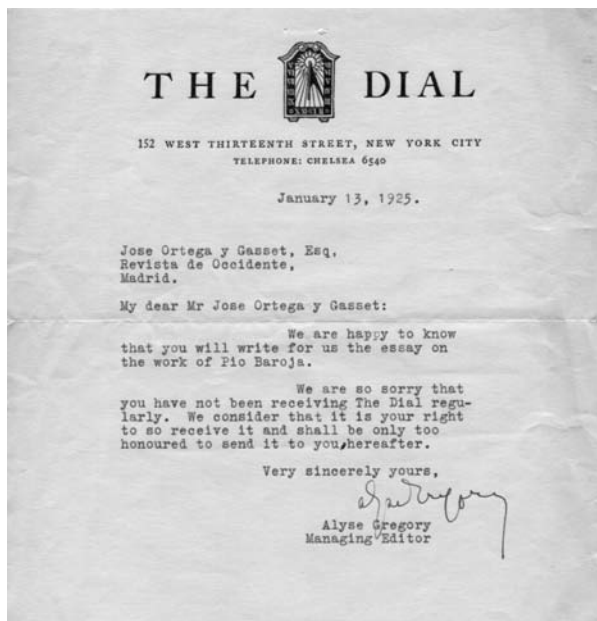 THE DIAL
152 WEST THIRTEENTH STREET, NEW YORK CITY
TELEPHONE: CHELSEA 6540
January 13, 1925.
Jose Ortega y Gasset, Esq,
Revista de Occidente,
Madrid.
My dear Mr Jose Ortega y Gasset:
We are happy to know
that you will write for us the essay on
the work of Pio Baroja.
We are so sorry that
you have not been receiving The Dial regu-
larly. We consider that it is your right
to so receive it and shall be only too
honoured to send it to you, hereafter.
Very sincerely yours,
Alyse Gregory
Alyse Gregory
Managing Editor